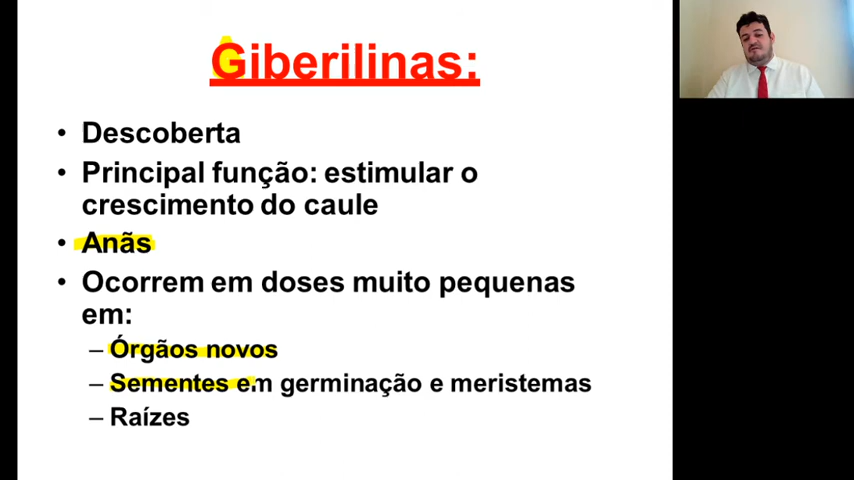 Giberilinas:
• Descoberta
• Principal função: estimular o
crescimento do caule
• Anãs
• Ocorrem em doses muito pequenas
em:
– Órgãos novos
– Sementes em germinação e meristemas
– Raízes